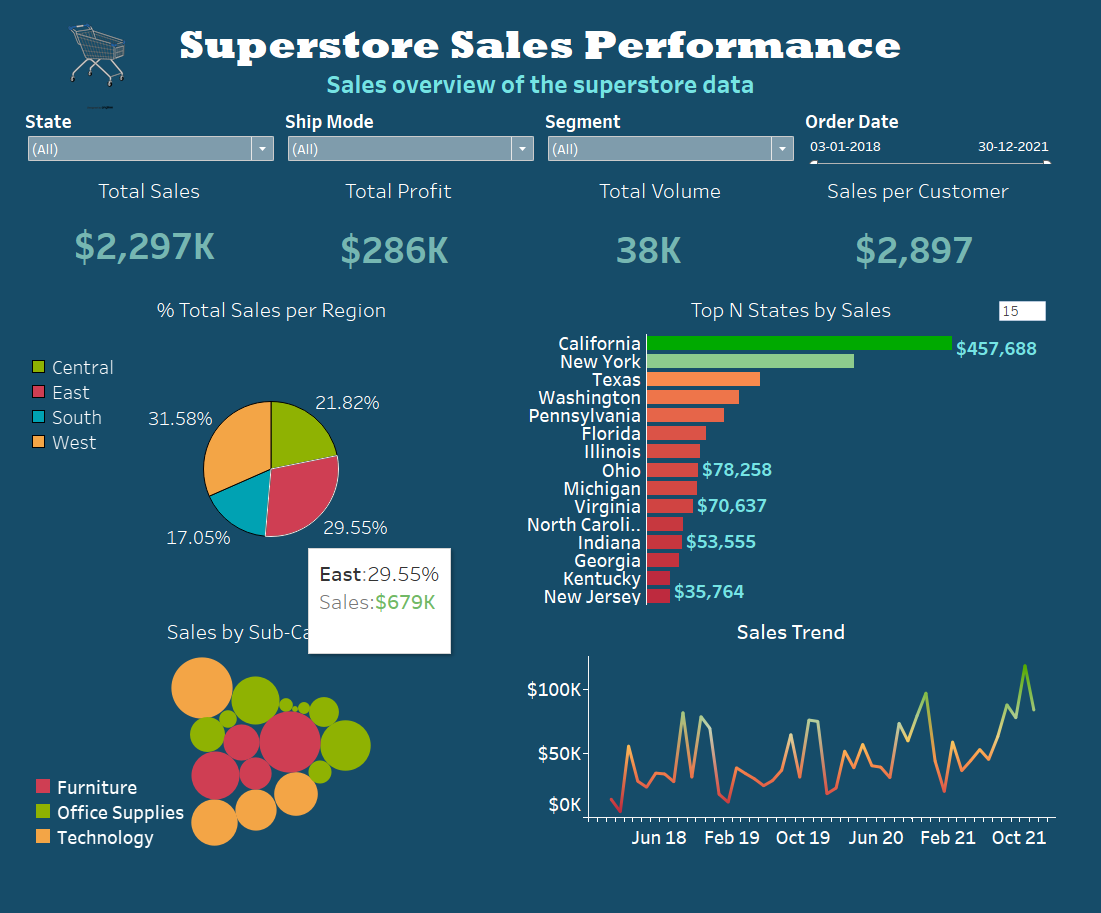 Superstore Sales Performance
Sales overview of the superstore data
State
Ship Mode
Segment
Order Date
(All)
(All)
(All)
03-01-2018
30-12-2021
Total Sales
Total Profit
Total Volume
Sales per Customer
$2,297K
$286K
38K
$2,897
% Total Sales per Region
Central
East
South
West
21.82%
31.58%
29.55%
17.05%
East:29.55%
Sales:$679K
Top N States by Sales
15
California
$457,688
New York
Texas
Washington
Pennsylvania
Florida
Illinois
Ohio
$78,258
Michigan
Virginia
$70,637
North Caroli..
Indiana
$53,555
Georgia
Kentucky
New Jersey
$35,764
Sales by Sub-Ca
Furniture
Office Supplies
Technology
Sales Trend
$100K
$50K
$0K
Jun 18
Feb 19
Oct 19
Jun 20
Feb 21
Oct 21